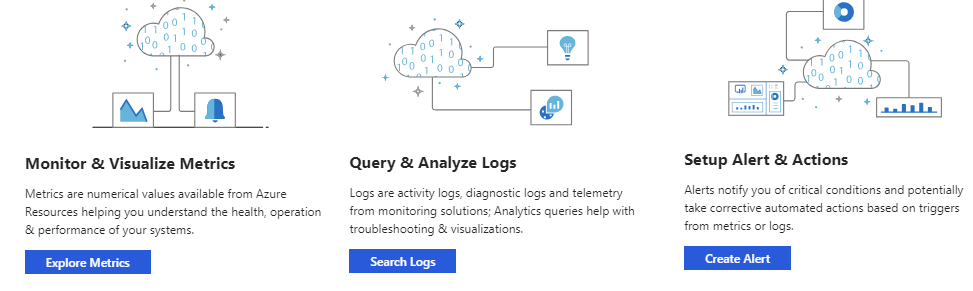 Monitor & Visualize Metrics
Metrics are numerical values available from Azure
Resources helping you understand the health, operation
& performance of your systems.
Explore Metrics
Query & Analyze Logs
Logs are activity logs, diagnostic logs and telemetry
from monitoring solutions; Analytics queries help with
troubleshooting & visualizations.
Search Logs
Setup Alert & Actions
Alerts notify you of critical conditions and potentially
take corrective automated actions based on triggers
from metrics or logs.
Create Alert